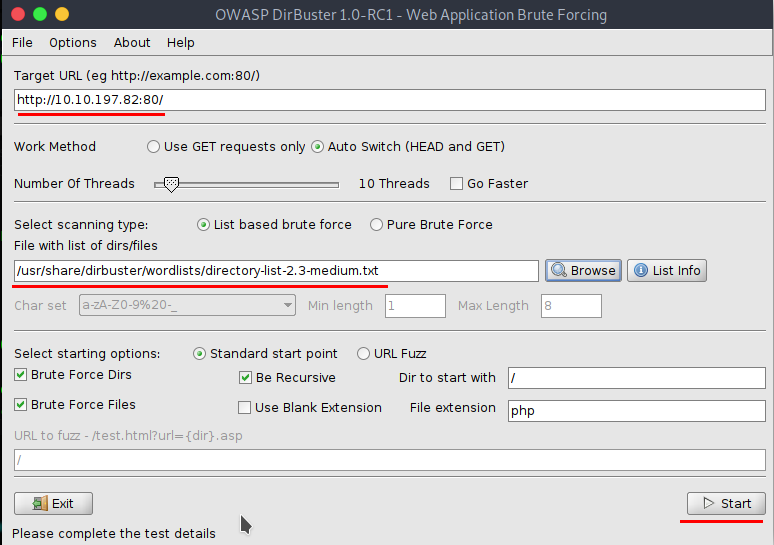 OWASP DirBuster 1.0-RC1 - Web Application Brute Forcing
File Options About Help
Target URL (eg http://example.com:80/)
http://10.10.197.82:80/
Work Method Use GET requests only Auto Switch (HEAD and GET)
Number Of Threads 10 Threads Go Faster
Select scanning type: List based brute force Pure Brute Force
File with list of dirs/files
/usr/share/dirbuster/wordlists/directory-list-2.3-medium.txt Browse List Info
Char set a-zA-Z0-9%20-_ Min length 1 Max Length 8
Select starting options: Standard start point URL Fuzz
Brute Force Dirs Be Recursive Dir to start with /
Brute Force Files Use Blank Extension File extension php
URL to fuzz - /test.html?url={dir}.asp
/
Exit Start
Please complete the test details